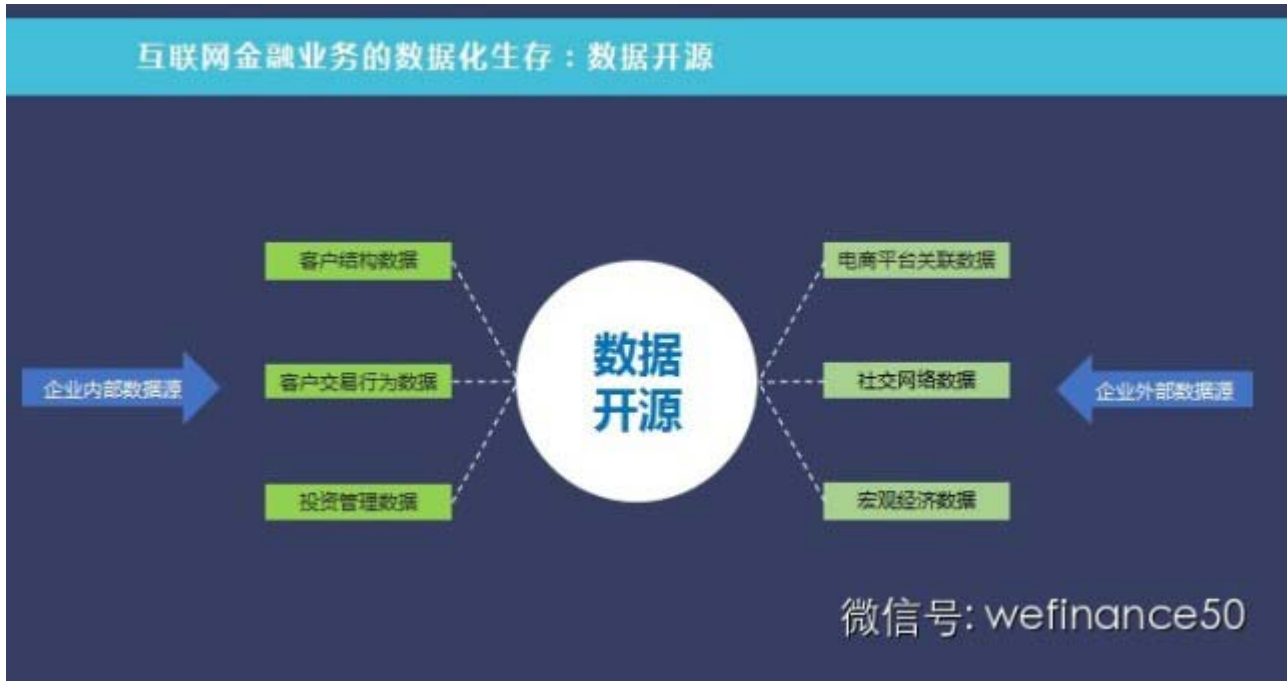 互联网金融业务的数据化生存：数据开源
客户结构数据
电商平台关联数据
数据
开源
企业内部数据源
客户交易行为数据
社交网络数据
企业外部数据源
投资管理数据
宏观经济数据
微信号: wefinance50